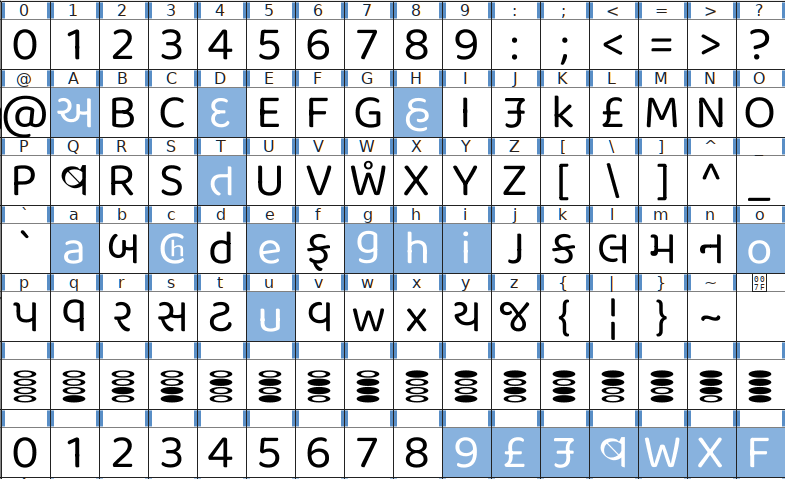 0 1 2 3 4 5 6 7 8 9 : ; < = > ?
0 1 2 3 4 5 6 7 8 9 : ; < = > ?
@ A B C D E F G H I J K L M N O
@ અ B C E F G I k £ M N O
P Q R S T U V W X Y Z [ \ ] ^ _
P R S U V W̊ X Y Z [ \ ] ^ _
` a b c d e f g h i j k l m n o
` a બ d e ફ g h i J ક લ મ ન o
p q r s t u v w x y z { | } ~ 007F
પ ર સ ટ u વ w x ય જ { ¦ } ~
0 1 2 3 4 5 6 7 8 9 £ W X F